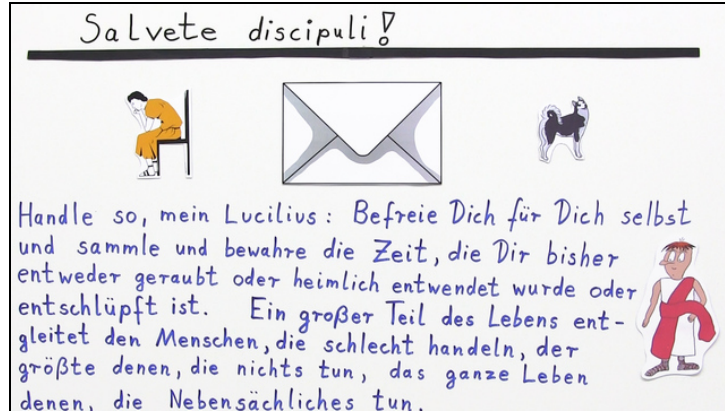 Salvete discipuli!
Handle so, mein Lucilius: Befreie Dich für Dich selbst
und sammle und bewahre die Zeit, die Dir bisher
entweder geraubt oder heimlich entwendet wurde oder
entschlüpft ist. Ein großer Teil des Lebens ent-
gleitet den Menschen, die schlecht handeln, der
größte denen, die nichts tun, das ganze Leben
denen, die Nebensächliches tun.